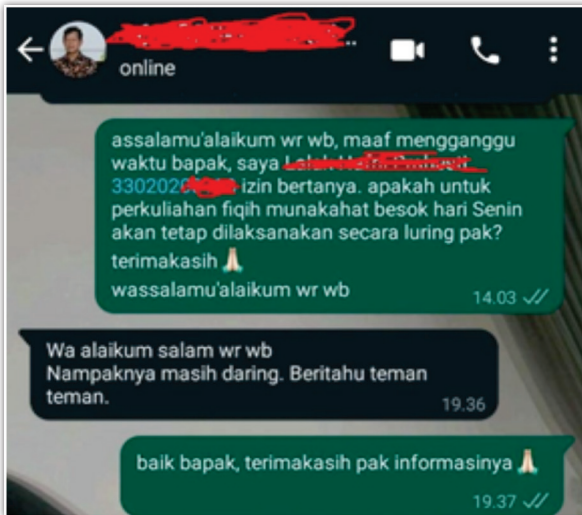 online
assalamu'alaikum wr wb, maaf mengganggu
waktu bapak, saya
330202 izin bertanya. apakah untuk
perkuliahan fiqih munakahat besok hari Senin
akan tetap dilaksanakan secara luring pak?
terimakasih 🙏🏻
wassalamu'alaikum wr wb
14.03
Wa alaikum salam wr wb
Nampaknya masih daring. Beritahu teman
teman.
19.36
baik bapak, terimakasih pak informasinya 🙏🏻
19.37